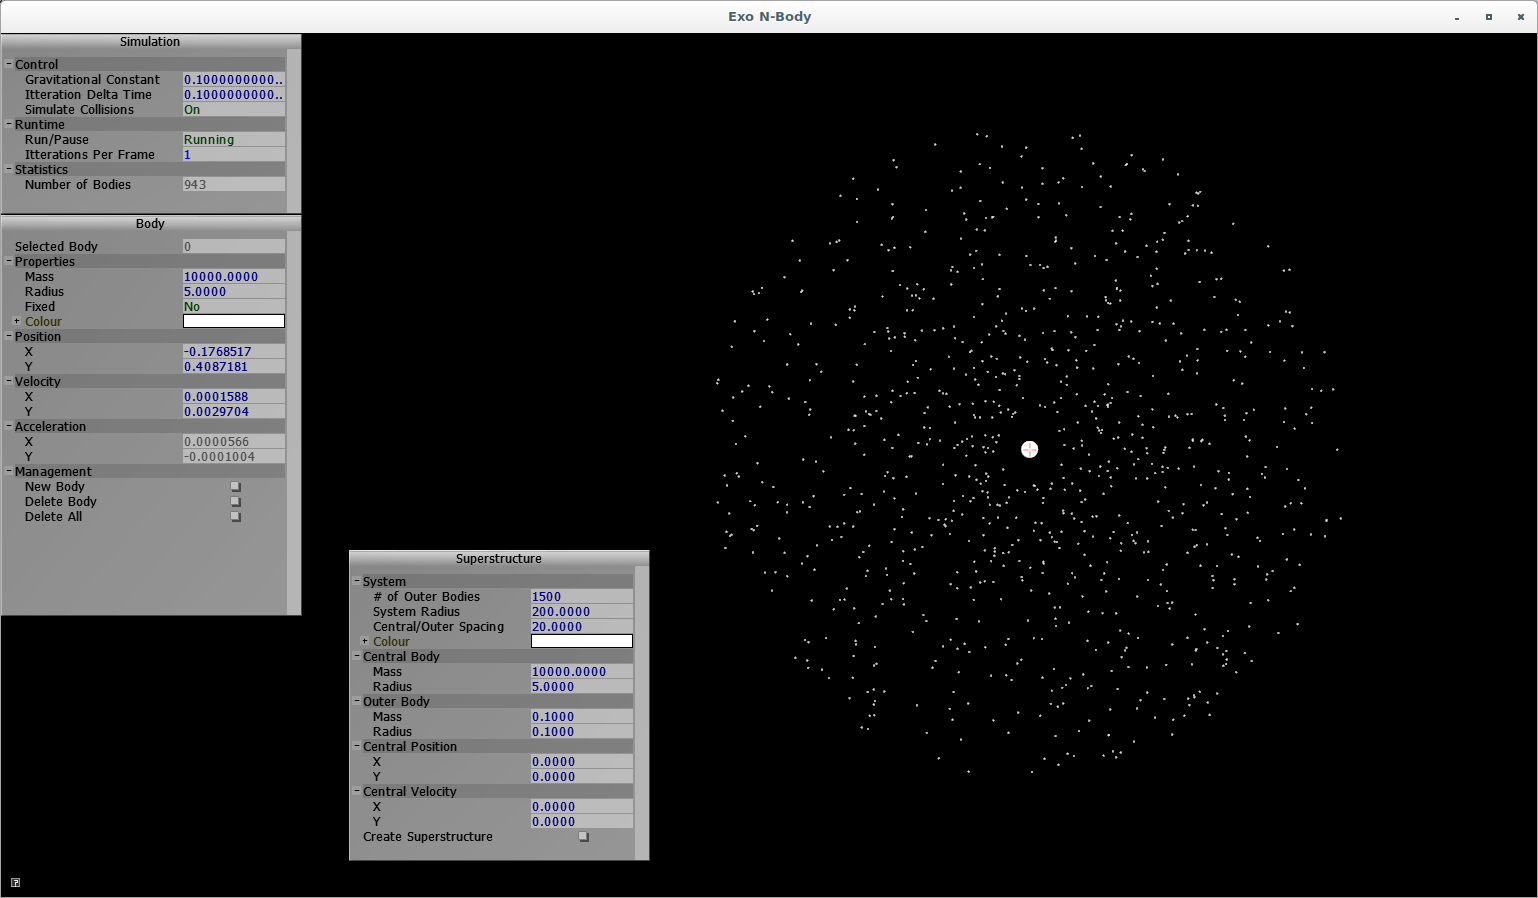 Exo N-Body
Simulation
Control
Gravitational Constant 0.1000000000..
Itteration Delta Time 0.1000000000..
Simulate Collisions On
Runtime
Run/Pause Running
Itterations Per Frame 1
Statistics
Number of Bodies 943
Body
Selected Body 0
Properties
Mass 10000.0000
Radius 5.0000
Fixed No
Colour
Position
X -0.1768517
Y 0.4087181
Velocity
X 0.0001588
Y 0.0029704
Acceleration
X 0.0000566
Y -0.0001004
Management
New Body
Delete Body
Delete All
Superstructure
System
# of Outer Bodies 1500
System Radius 200.0000
Central/Outer Spacing 20.0000
Colour
Central Body
Mass 10000.0000
Radius 5.0000
Outer Body
Mass 0.1000
Radius 0.1000
Central Position
X 0.0000
Y 0.0000
Central Velocity
X 0.0000
Y 0.0000
Create Superstructure
?